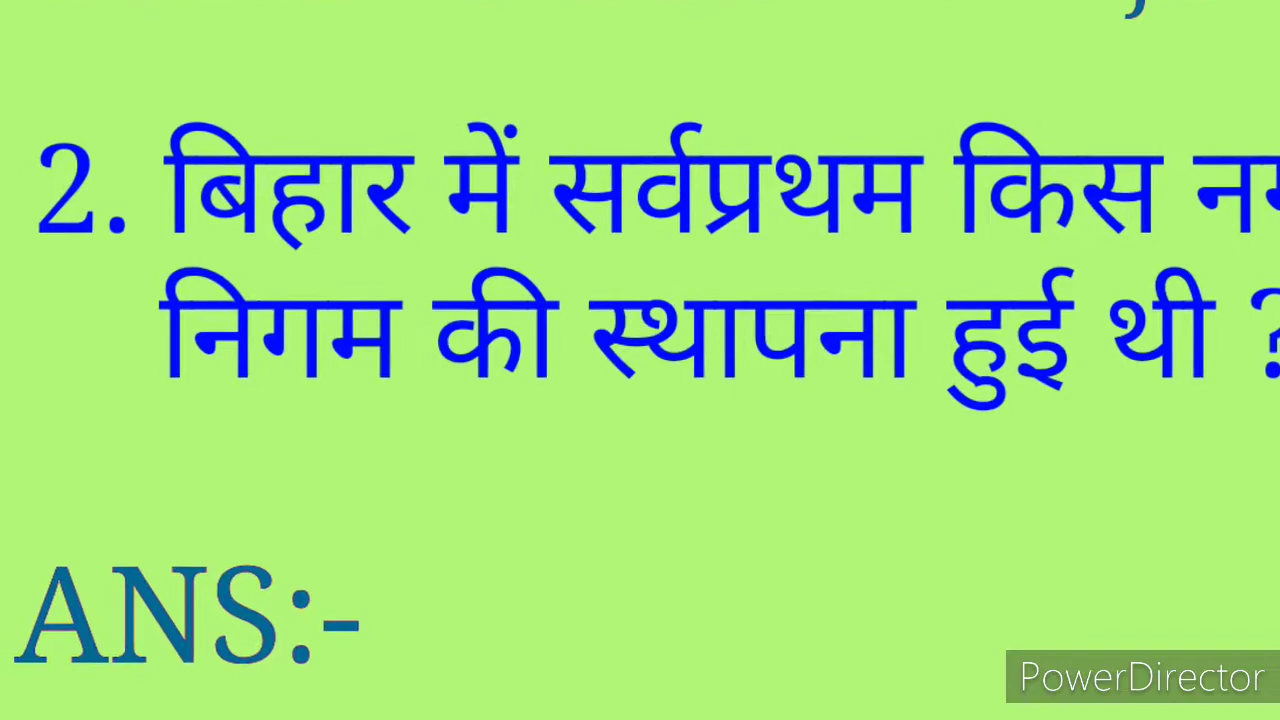 2. बिहार में सर्वप्रथम किस
निगम की स्थापना हुई थी ?
ANS:-
PowerDirector